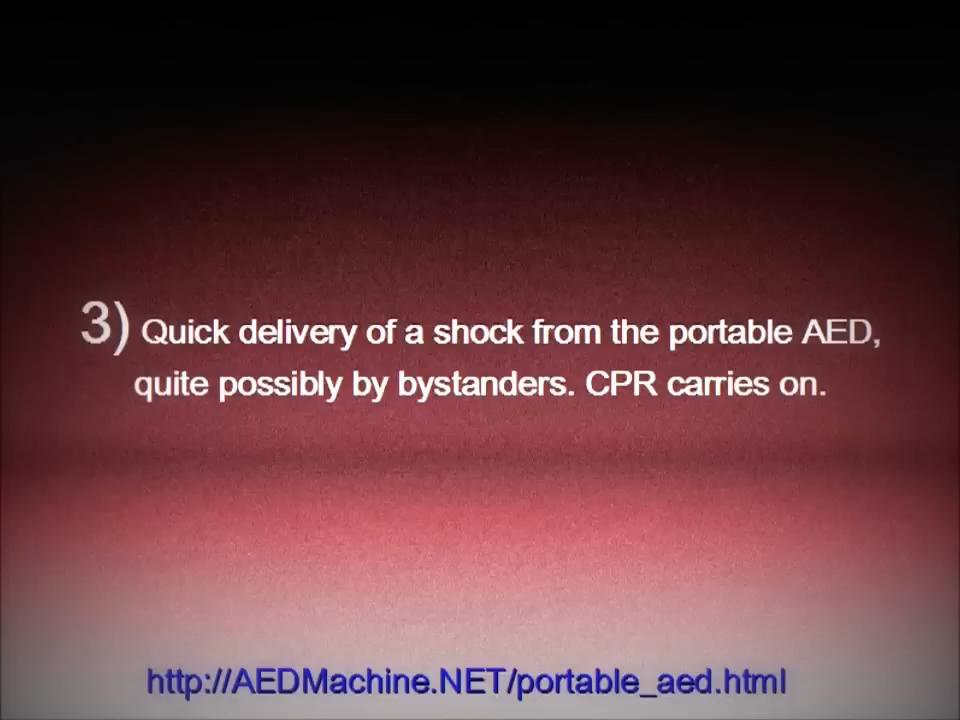 3) Quick delivery of a shock from the portable AED,
quite possibly by bystanders. CPR carries on.
http://AEDMachine.NET/portable_aed.html